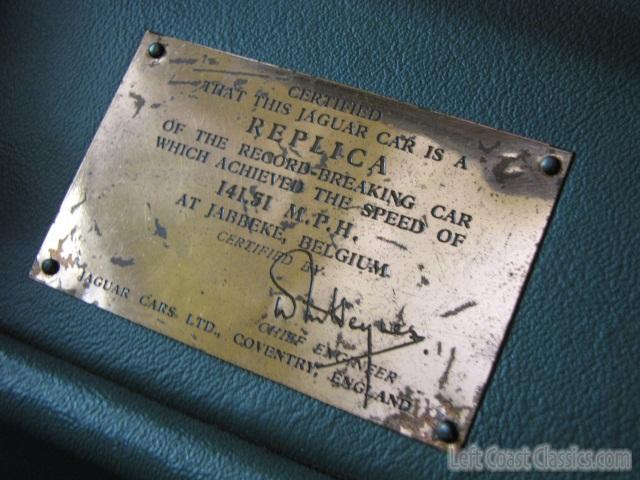 CERTIFIED
THAT THIS JAGUAR CAR IS A
REPLICA
OF THE RECORD-BREAKING CAR
WHICH ACHIEVED THE SPEED OF
141.51 M.P.H.
AT JABBEKE, BELGIUM
CERTIFIED BY
CHIEF ENGINEER
JAGUAR CARS LTD., COVENTRY, ENGLAND
Left Coast Classics.com